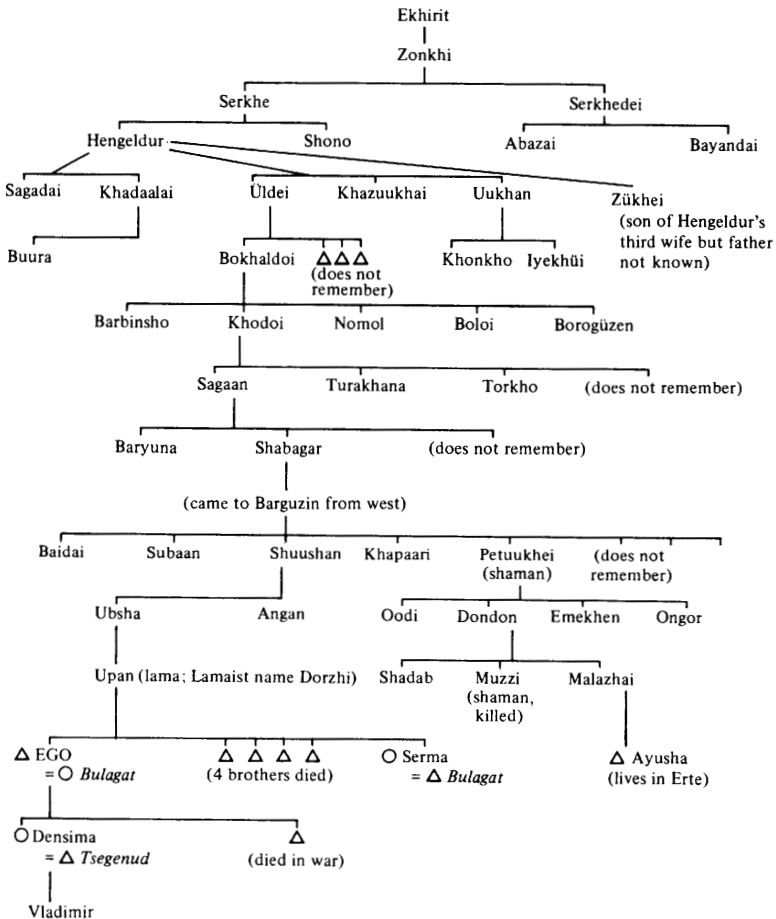 Ekhirit
Zonkhi
Serkhe Serkhedei
Hengeldur Shono Abazai Bayandai
Sagadai Khadaalai Üldei Khazuukhai Uukhan Zükhei
(son of Hengeldur's
third wife but father
not known)
Buura Bokhaldoi Khonkho Iyekhüi
(does not
remember)
Barbinsho Khodoi Nomol Boloi Borogüzen
Sagaan Turakhana Torkho (does not remember)
Baryuna Shabagar (does not remember)
(came to Barguzin from west)
Baidai Subaan Shuushan Khapaari Petuukhei (does not
(shaman) remember)
Ubsha Angan Oodi Dondon Emekhen Ongor
Upan (lama; Lamaist name Dorzhi) Shadab Muzzi Malazhai
(shaman,
killed)
EGO Serma Ayusha
= Bulagat (4 brothers died) = Bulagat (lives in Erte)
Densima
= Tsegenud (died in war)
Vladimir